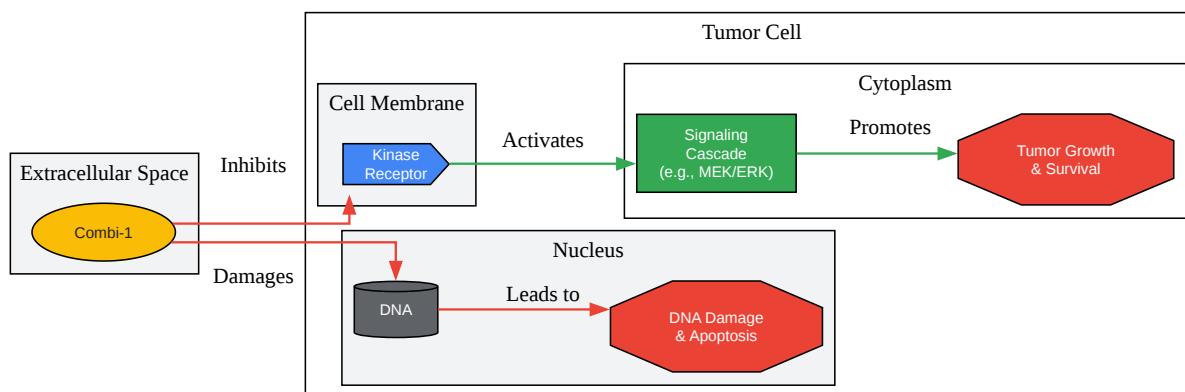 Tumor Cell
Cytoplasm
Cell Membrane
Activates
Signaling
Cascade
(e.g., MEK/ERK)
Promotes
Tumor Growth
& Survival
Kinase
Receptor
Inhibits
Extracellular Space
Combi-1
Damages
Nucleus
DNA
Leads to
DNA Damage
& Apoptosis